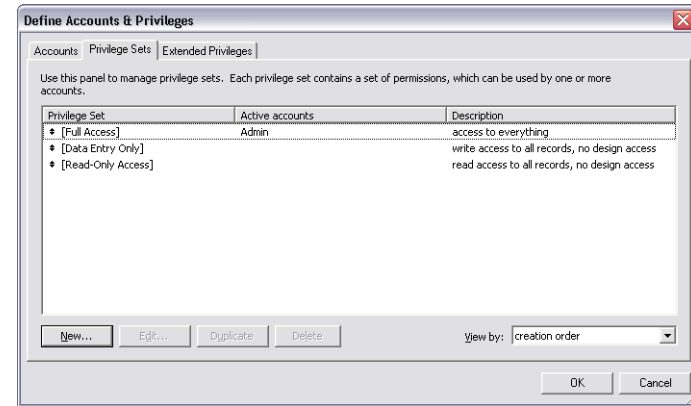 Define Accounts & Privileges
Accounts Privilege Sets Extended Privileges
Use this panel to manage privilege sets. Each privilege set contains a set of permissions, which can be used by one or more
accounts.
Privilege Set Active accounts Description
[Full Access] Admin access to everything
[Data Entry Only] write access to all records, no design access
[Read-Only Access] read access to all records, no design access
New... Edit... Duplicate Delete View by: creation order
OK Cancel